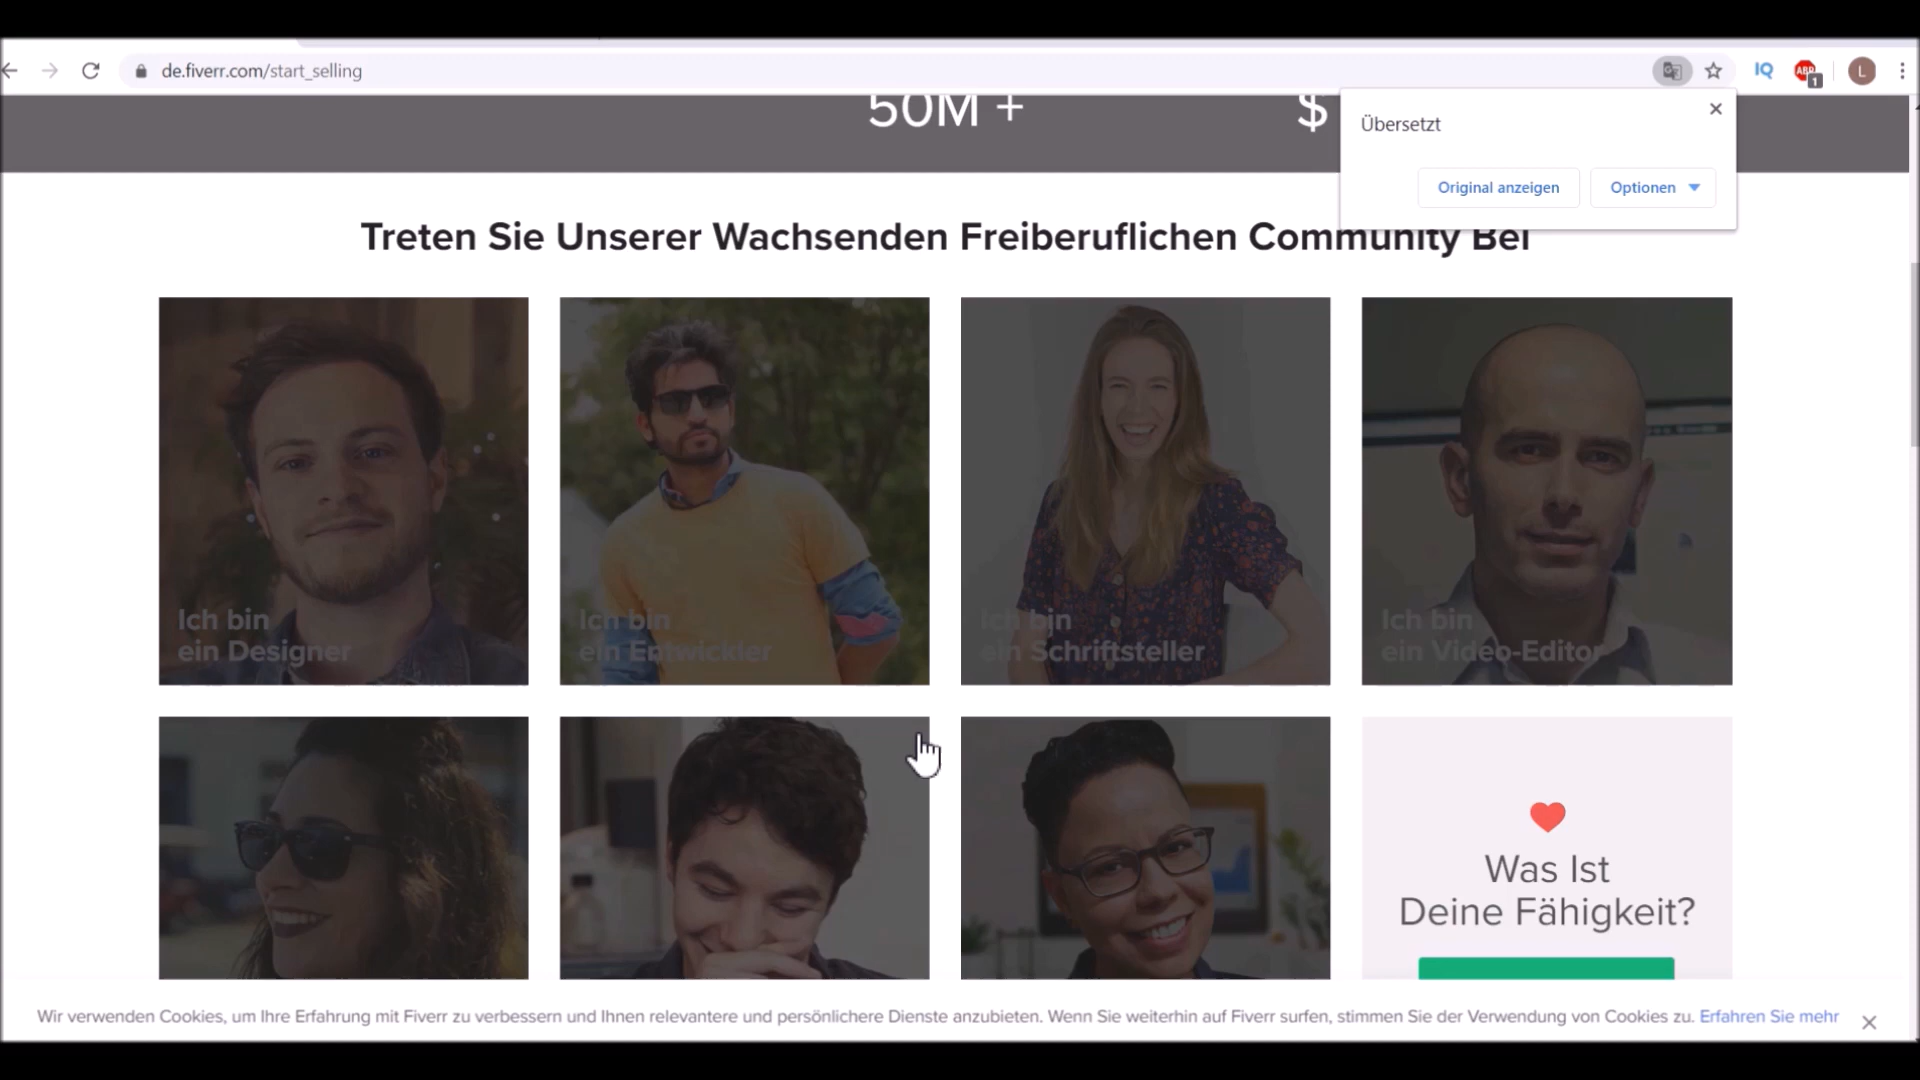 de.fiverr.com/start_selling
IQ
ABP
1
L
50M +
$
Übersetzt
Original anzeigen
Optionen
Treten Sie Unserer Wachsenden Freiberuflichen Community Bei
Ich bin
ein Designer
Ich bin
ein Entwickler
Ich bin
ein Schriftsteller
Ich bin
ein Video-Editor
Was Ist
Deine Fähigkeit?
Wir verwenden Cookies, um Ihre Erfahrung mit Fiverr zu verbessern und Ihnen relevantere und persönlichere Dienste anzubieten. Wenn Sie weiterhin auf Fiverr surfen, stimmen Sie der Verwendung von Cookies zu. Erfahren Sie mehr